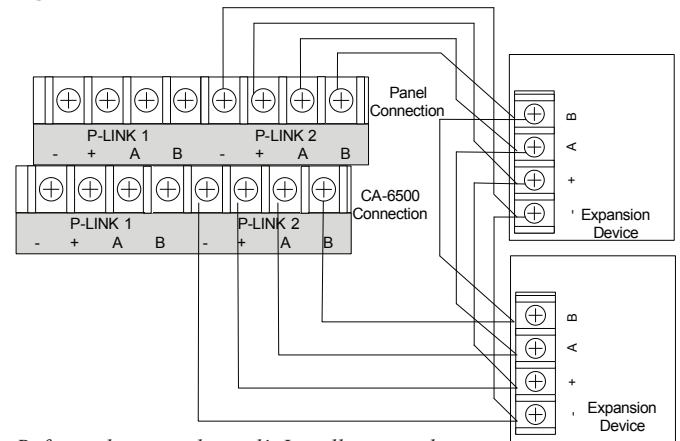 Panel
Connection
P-LINK 1 P-LINK 2
- + A B - + A B
CA-6500
Connection
P-LINK 1 P-LINK 2
- + A B - + A B
B
A
+
-
Expansion
Device
B
A
+
-
Expansion
Device